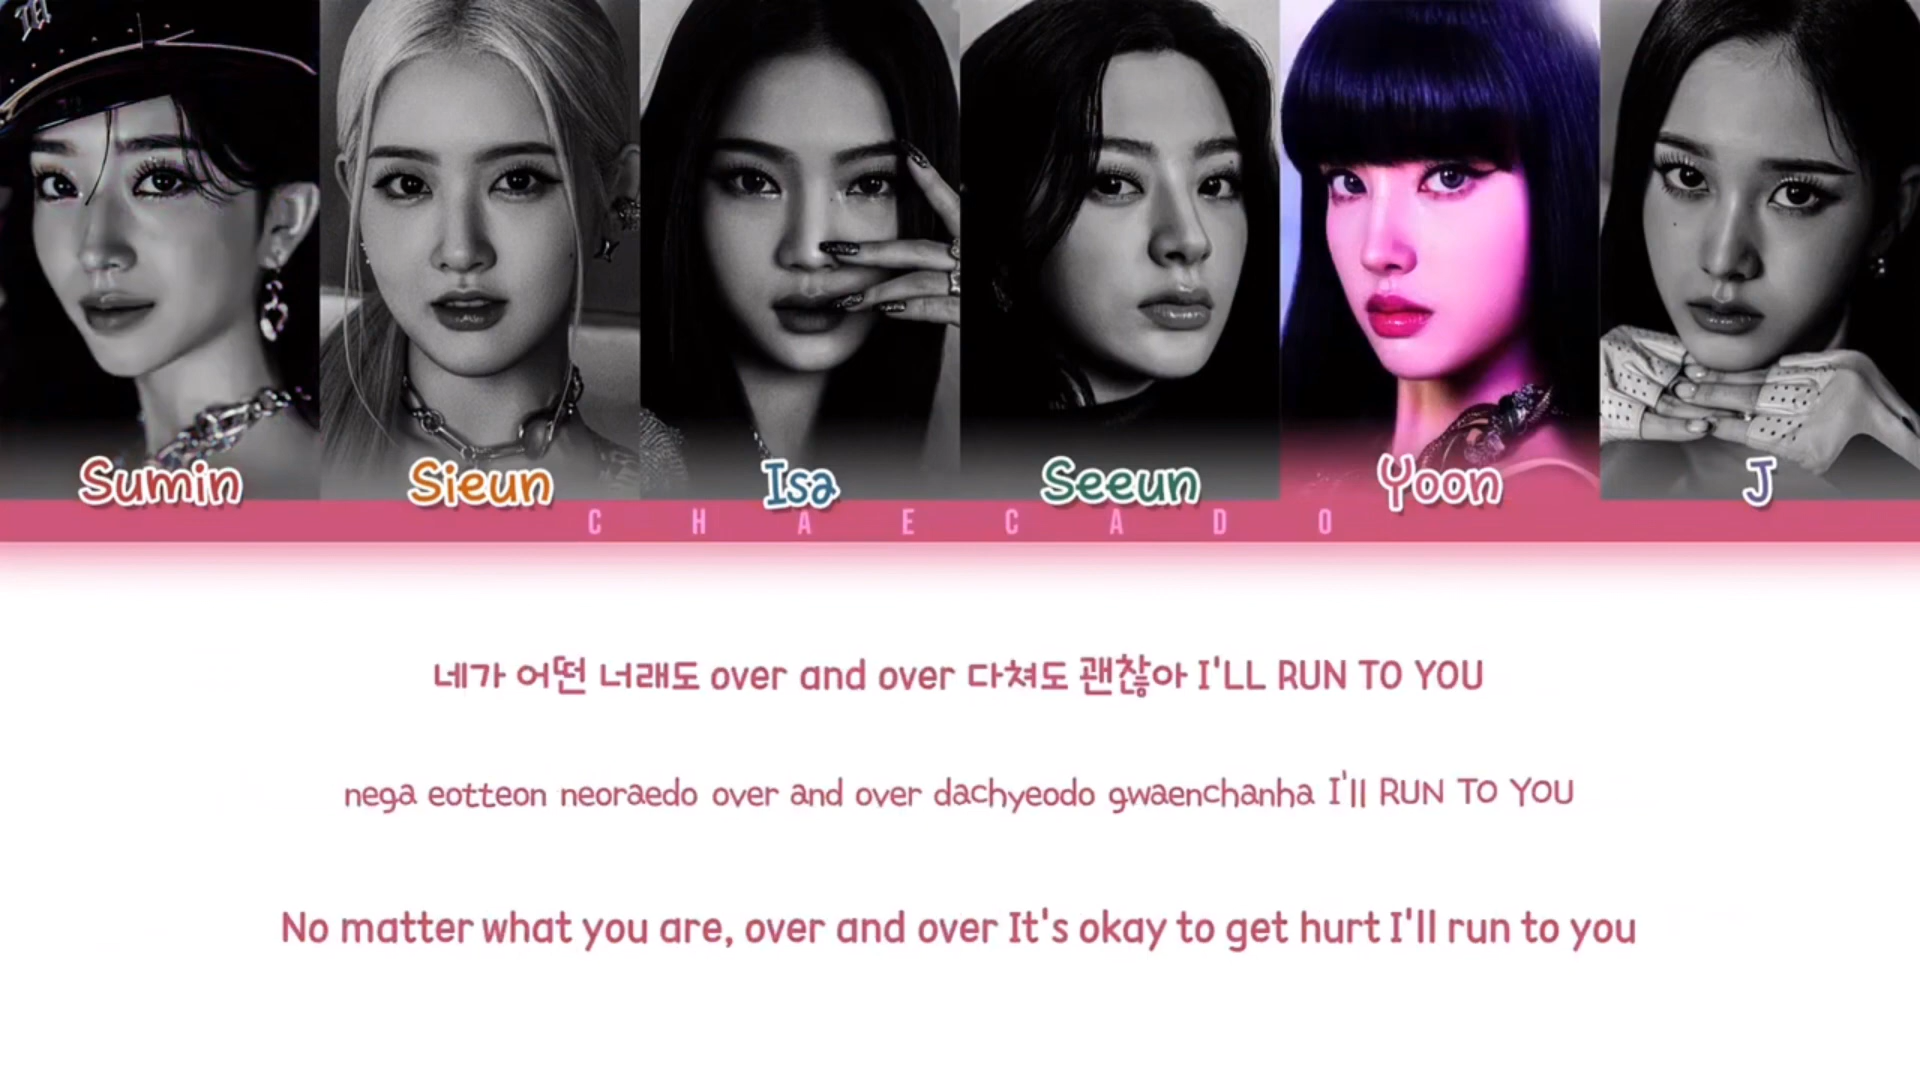 Sumin Sieun Isa Seeun Yoon J
CHAECADO
네가 어떤 너래도 over and over 다쳐도 괜찮아 I'LL RUN TO YOU
nega eotteon neoraedo over and over dachyeodo gwaenchanha I'll RUN TO YOU
No matter what you are, over and over It's okay to get hurt I'll run to you